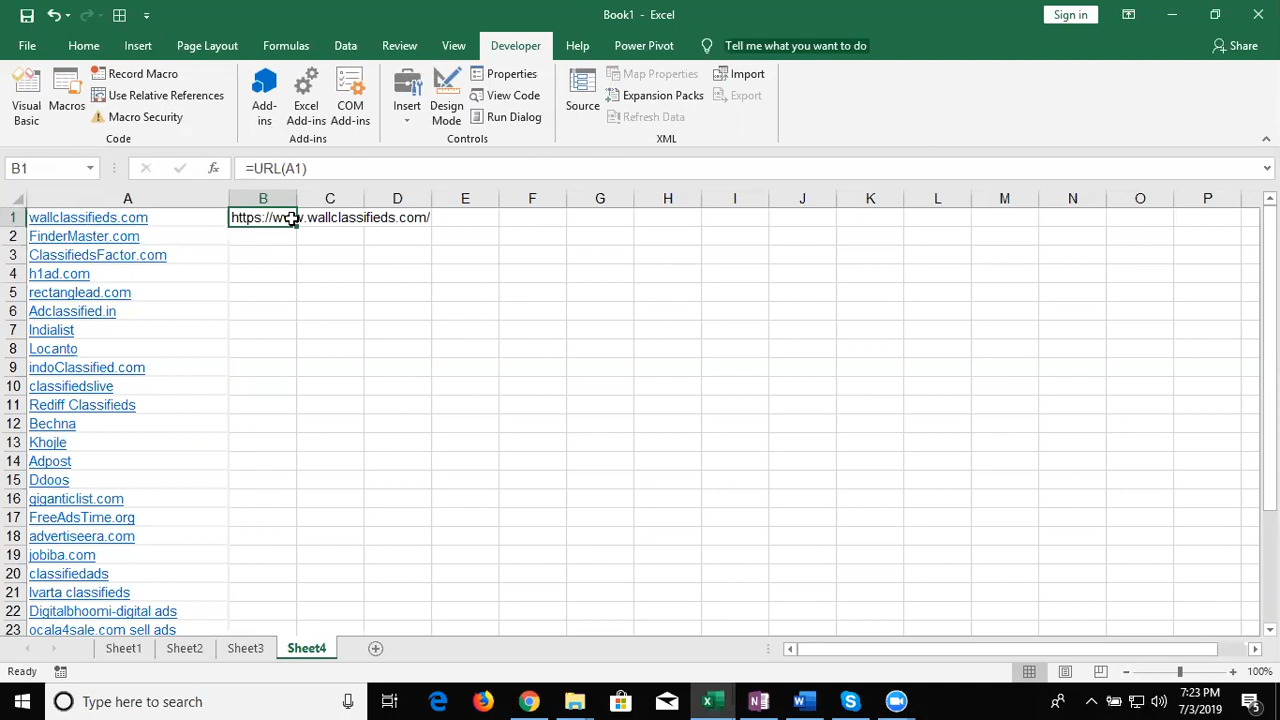 Book1 - Excel
Sign in
File Home Insert Page Layout Formulas Data Review View Developer Help Power Pivot Tell me what you want to do Share
Visual Basic
Macros
Record Macro
Use Relative References
Macro Security
Code
Add-ins
Excel Add-ins
COM Add-ins
Add-ins
Insert
Design Mode
Properties
View Code
Run Dialog
Controls
Source
Map Properties
Expansion Packs
Refresh Data
Import
Export
XML
B1 fx =URL(A1)
A B C D E F G H I J K L M N O P
1 wallclassifieds.com https://www.wallclassifieds.com/
2 FinderMaster.com
3 ClassifiedsFactor.com
4 h1ad.com
5 rectanglead.com
6 Adclassified.in
7 Indialist
8 Locanto
9 indoClassified.com
10 classifiedslive
11 Rediff Classifieds
12 Bechna
13 Khojle
14 Adpost
15 Ddoos
16 giganticlist.com
17 FreeAdsTime.org
18 advertiseera.com
19 jobiba.com
20 classifiedads
21 Ivarta classifieds
22 Digitalbhoomi-digital ads
23 ocala4sale.com sell ads
Sheet1 Sheet2 Sheet3 Sheet4
Ready 100%
Type here to search
7:23 PM
7/3/2019
5